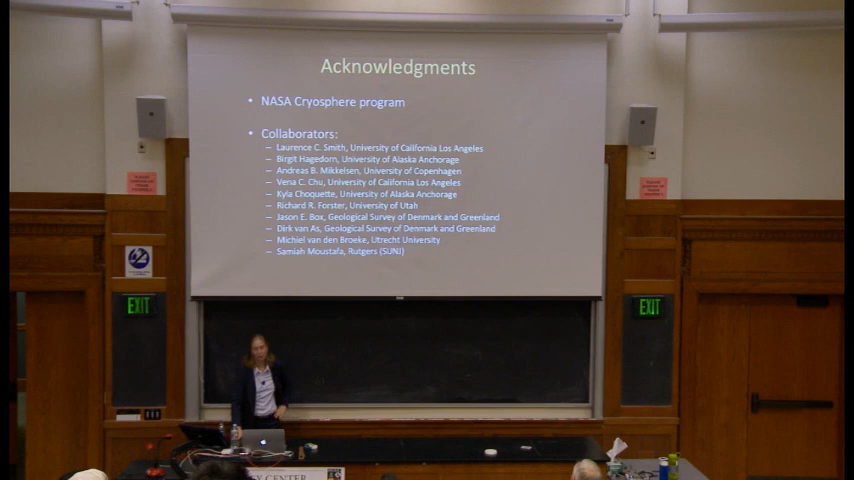 Acknowledgments
• NASA Cryosphere program
• Collaborators:
– Laurence C. Smith, University of California Los Angeles
– Birgit Hagedorn, University of Alaska Anchorage
– Andreas B. Mikkelsen, University of Copenhagen
– Vena C. Chu, University of California Los Angeles
– Kyla Choquette, University of Alaska Anchorage
– Richard R. Forster, University of Utah
– Jason E. Box, Geological Survey of Denmark and Greenland
– Dirk van As, Geological Survey of Denmark and Greenland
– Michiel van den Broeke, Utrecht University
– Samiah Moustafa, Rutgers (SUNJ)
EXIT
EXIT
CENTER